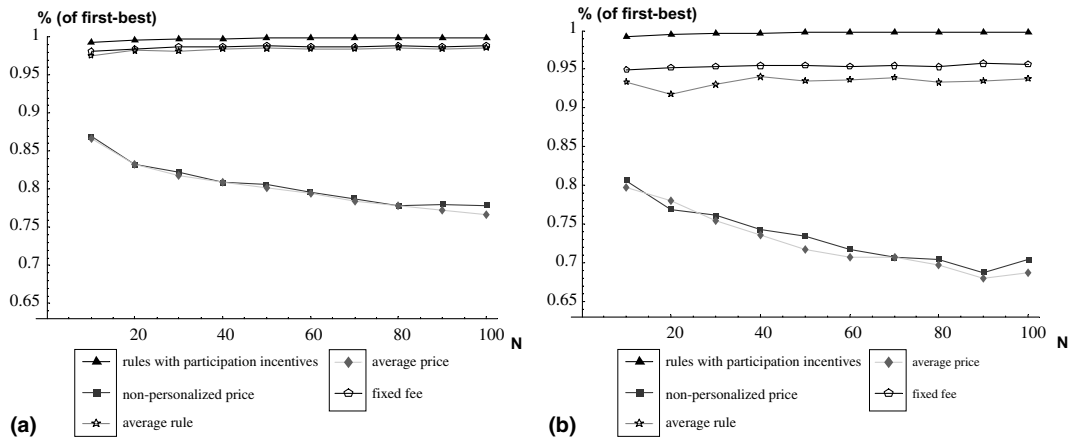 % (of first-best)
1
0.95
0.9
0.85
0.8
0.75
0.7
0.65
20
40
60
80
100
N
rules with participation incentives
non-personalized price
average rule
average price
fixed fee
(a)
% (of first-best)
1
0.95
0.9
0.85
0.8
0.75
0.7
0.65
20
40
60
80
100
N
rules with participation incentives
non-personalized price
average rule
average price
fixed fee
(b)